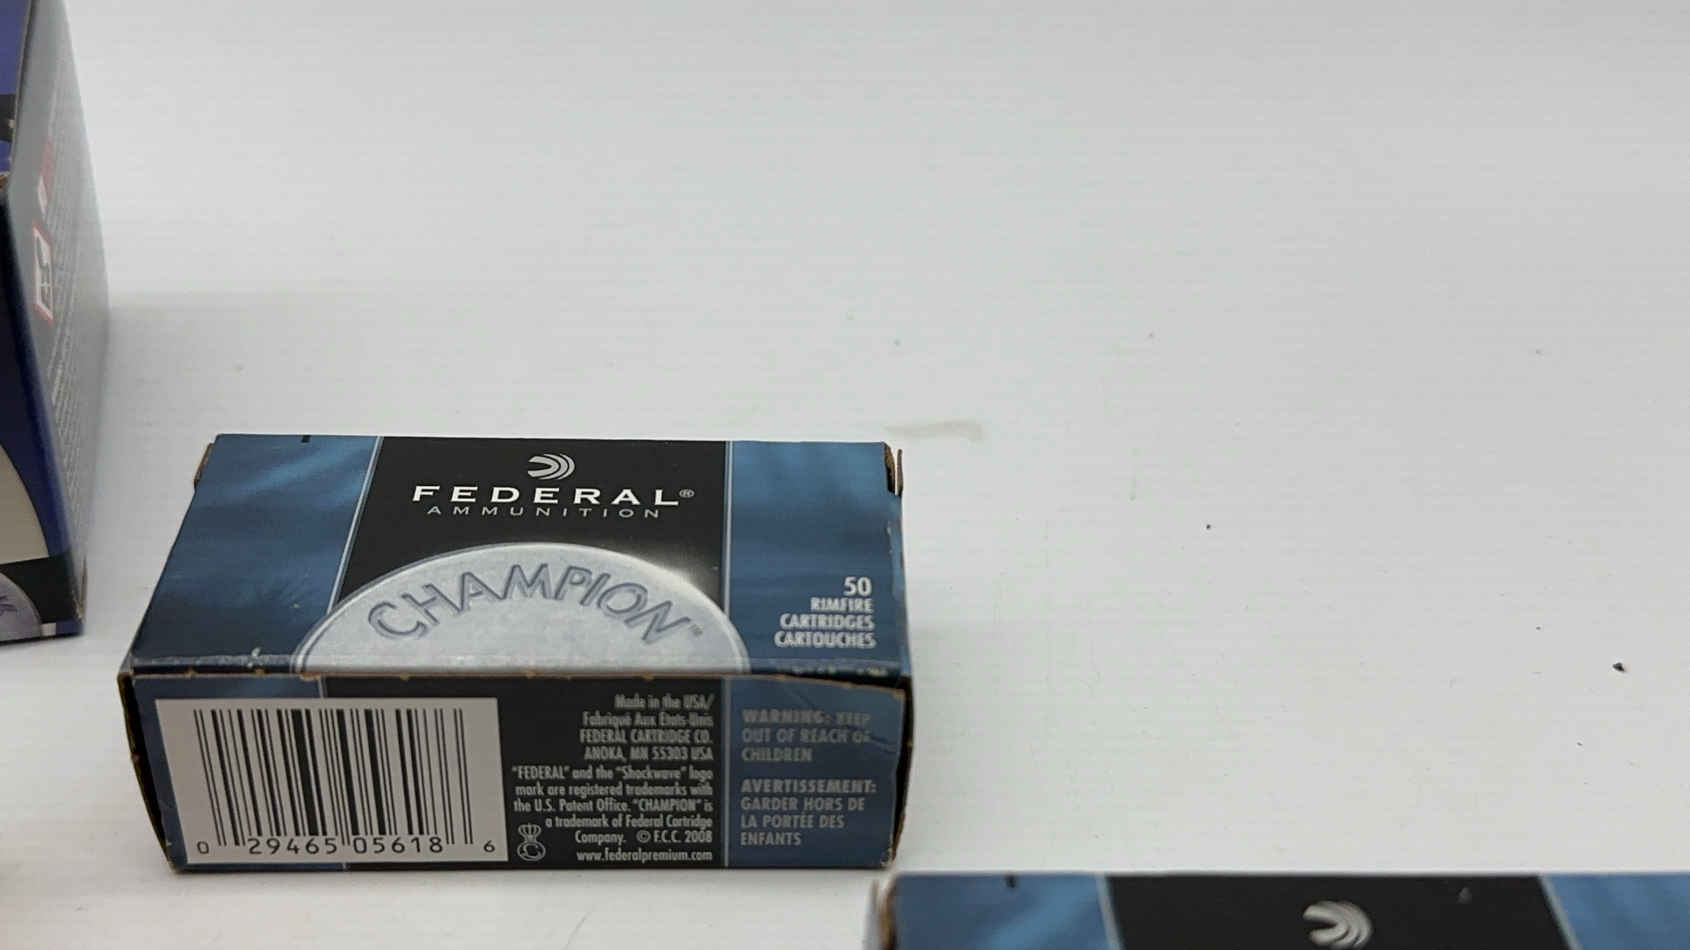 FEDERAL®
AMMUNITION
CHAMPION™
50
RIMFIRE
CARTRIDGES
CARTOUCHES
0 29465 05618 6
Made in the USA/
Fabriqué Aux États-Unis
FEDERAL CARTRIDGE CO.
ANOKA, MN 55303 USA
"FEDERAL" and the "Shockwave" logo
mark are registered trademarks with
the U.S. Patent Office. "CHAMPION" is
a trademark of Federal Cartridge
Company. © F.C.C. 2008
www.federalpremium.com
WARNING: KEEP
OUT OF REACH OF
CHILDREN
AVERTISSEMENT:
GARDER HORS DE
LA PORTÉE DES
ENFANTS